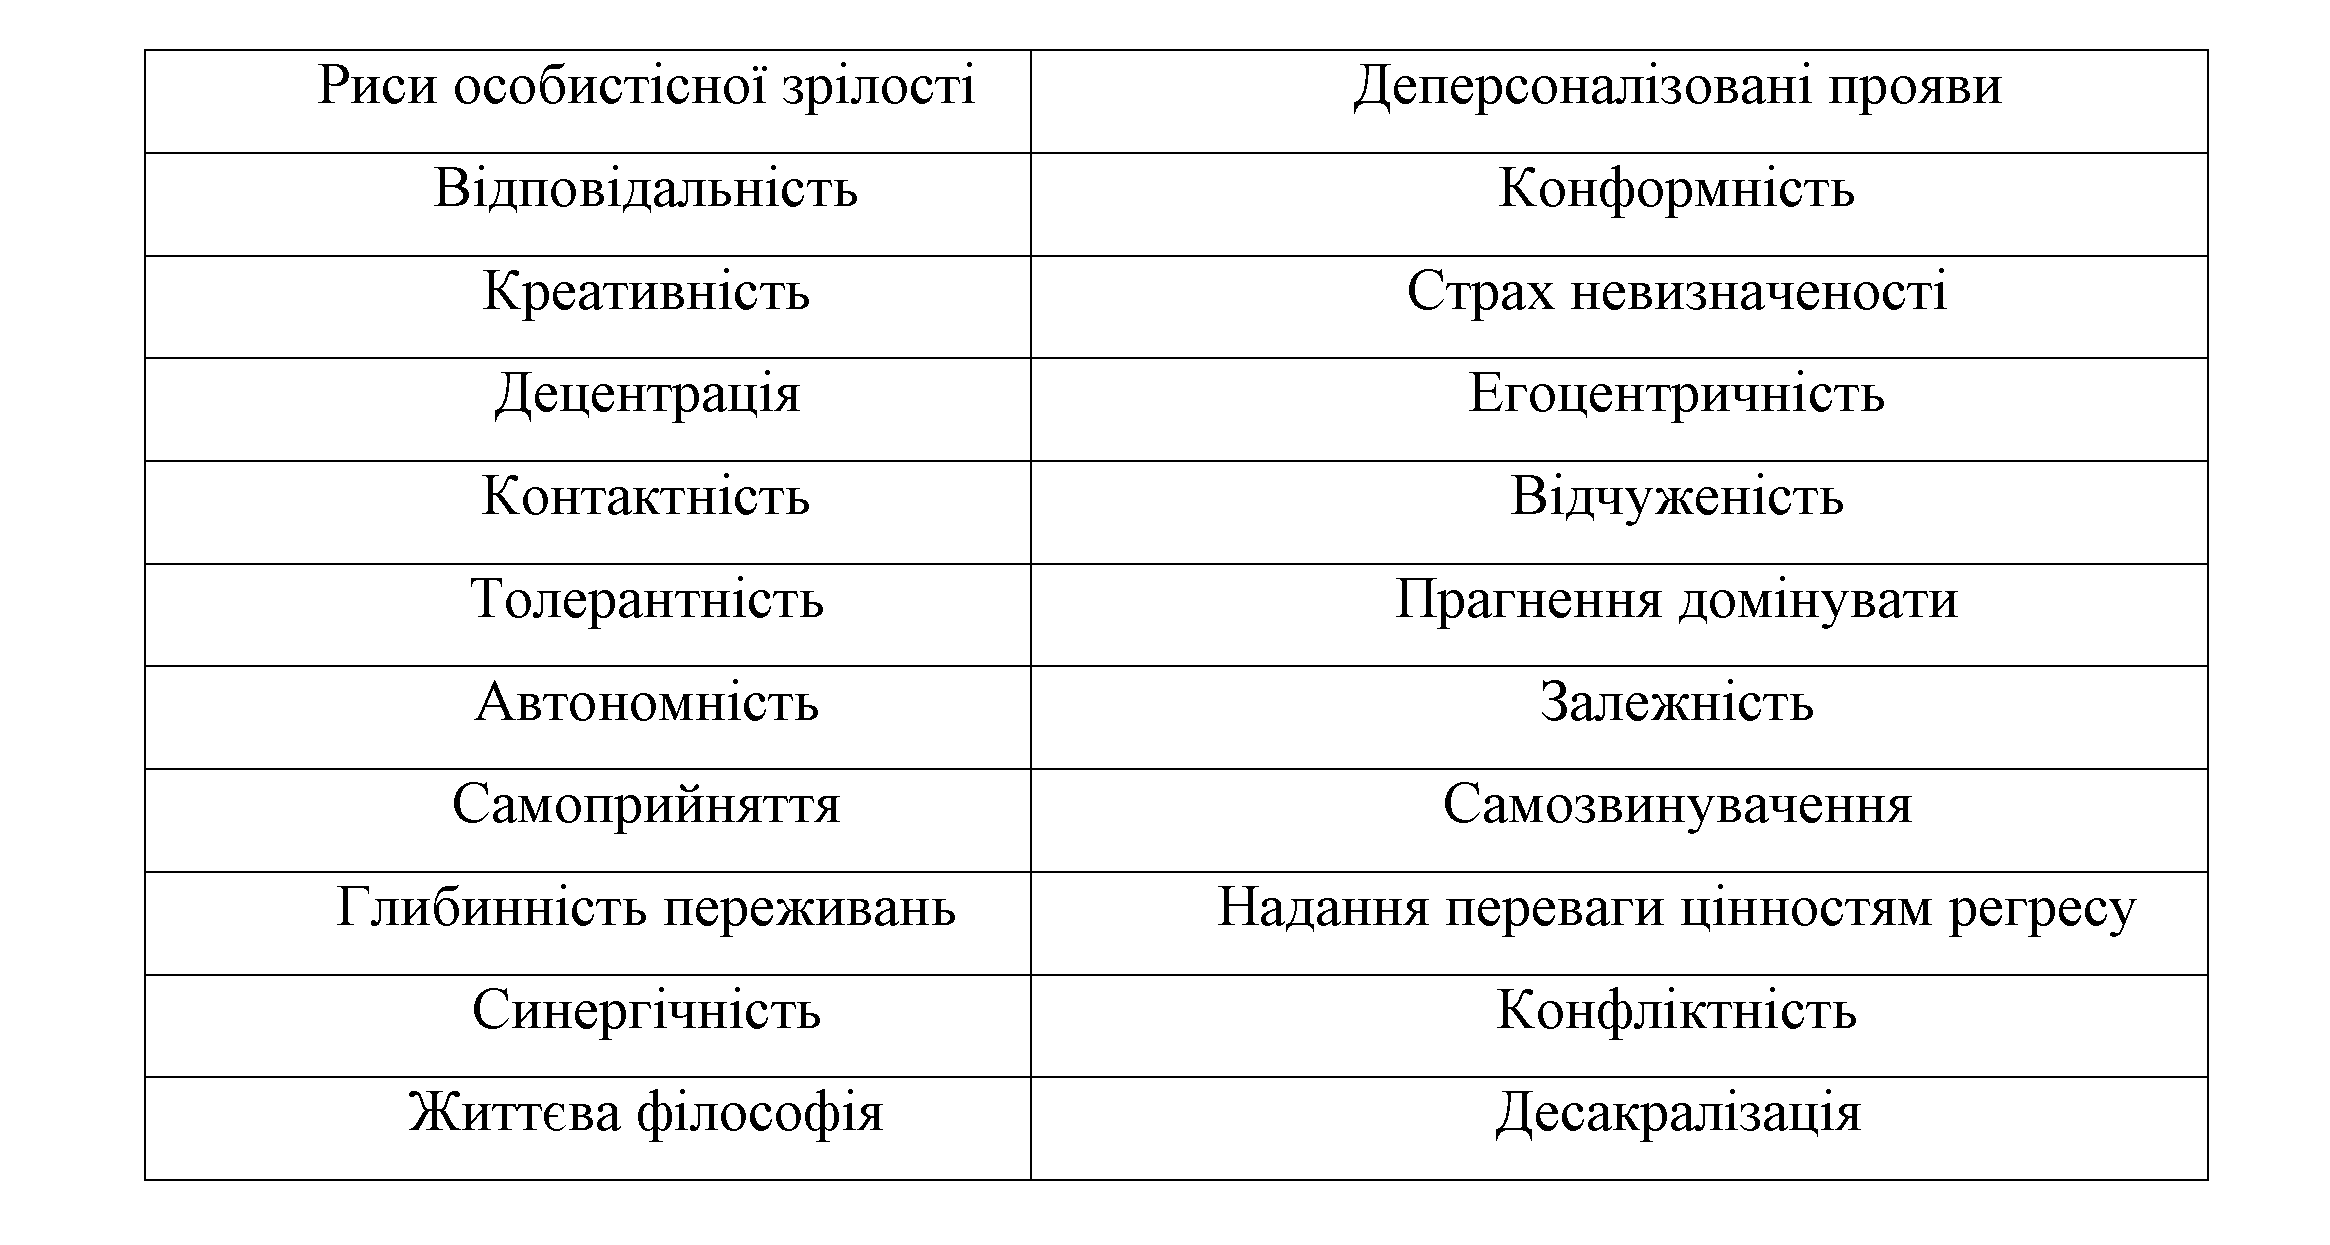 Риси особистісної зрілості
Деперсоналізовані прояви
Відповідальність
Конформність
Креативність
Страх невизначеності
Децентрація
Егоцентричність
Контактність
Відчуженість
Толерантність
Прагнення домінувати
Автономність
Залежність
Самоприйняття
Самозвинувачення
Глибинність переживань
Надання переваги цінностям регресу
Синергічність
Конфліктність
Життєва філософія
Десакралізація